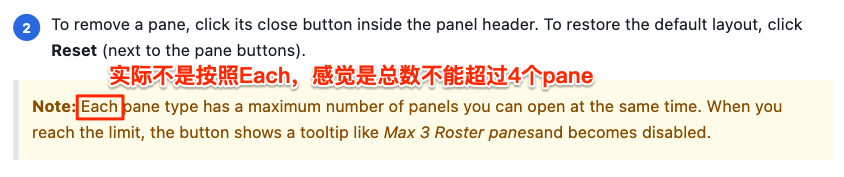 2 To remove a pane, click its close button inside the panel header. To restore the default layout, click
Reset (next to the pane buttons).
实际不是按照Each，感觉是总数不能超过4个pane
Note: Each pane type has a maximum number of panels you can open at the same time. When you
reach the limit, the button shows a tooltip like Max 3 Roster panesand becomes disabled.